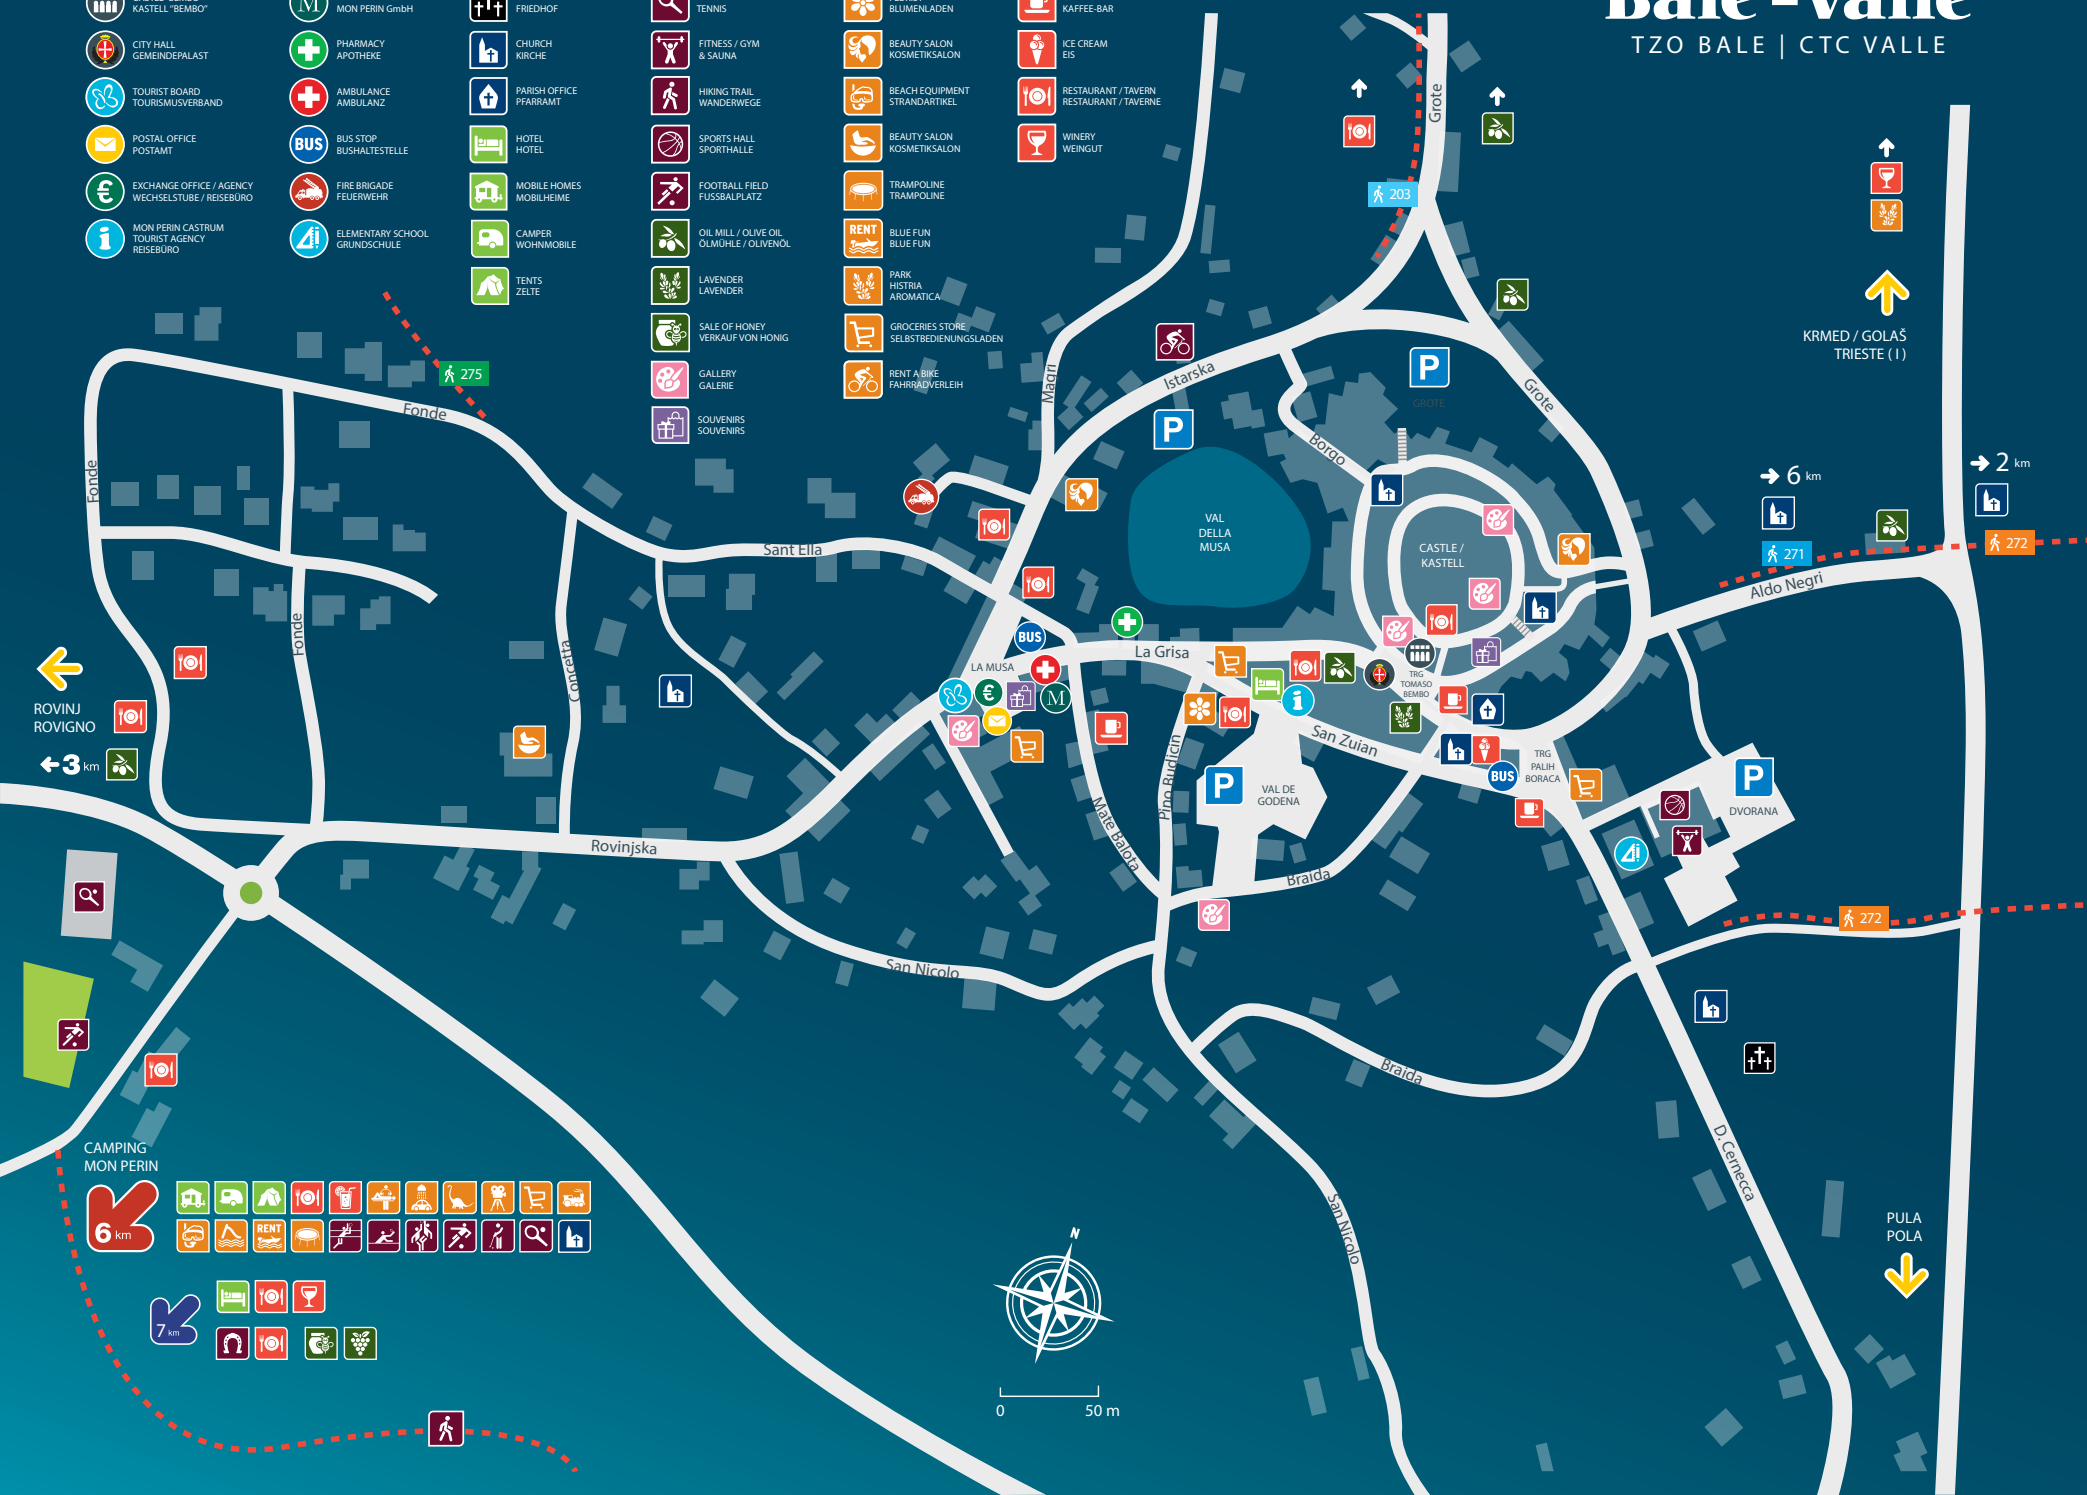 Bale - Valle
TZO BALE | CTC VALLE
KASTELL "BEMBO"
CITY HALL
GEMEINDEPALAST
TOURIST BOARD
TOURISMUSVERBAND
POSTAL OFFICE
POSTAMT
€
EXCHANGE OFFICE / AGENCY
WECHSELSTUBE / REISEBÜRO
i
MON PERIN CASTRUM
TOURIST AGENCY
REISEBÜRO
M
MON PERIN GmbH
PHARMACY
APOTHEKE
AMBULANCE
AMBULANZ
BUS
BUS STOP
BUSHALTESTELLE
FIRE BRIGADE
FEUERWEHR
ELEMENTARY SCHOOL
GRUNDSCHULE
FRIEDHOF
CHURCH
KIRCHE
PARISH OFFICE
PFARRAMT
HOTEL
HOTEL
MOBILE HOMES
MOBILHEIME
CAMPER
WOHNMOBILE
TENTS
ZELTE
TENNIS
FITNESS / GYM
& SAUNA
HIKING TRAIL
WANDERWEGE
SPORTS HALL
SPORTHALLE
FOOTBALL FIELD
FUSSBALPLATZ
OIL MILL / OLIVE OIL
ÖLMÜHLE / OLIVENÖL
LAVENDER
LAVENDER
SALE OF HONEY
VERKAUF VON HONIG
GALLERY
GALERIE
SOUVENIRS
SOUVENIRS
BLUMENLADEN
BEAUTY SALON
KOSMETIKSALON
BEACH EQUIPMENT
STRANDARTIKEL
BEAUTY SALON
KOSMETIKSALON
TRAMPOLINE
TRAMPOLINE
RENT
BLUE FUN
BLUE FUN
PARK
HISTRIA
AROMATICA
GROCERIES STORE
SELBSTBEDIENUNGSLADEN
RENT A BIKE
FAHRRADVERLEIH
KAFFEE-BAR
ICE CREAM
EIS
RESTAURANT / TAVERN
RESTAURANT / TAVERNE
WINERY
WEINGUT
Grote
203
KRMED / GOLAŠ
TRIESTE ( I )
275
Fonde
Magri
Istarska
P
GROTE
Grote
P
Borgo
Fonde
6 km
2 km
VAL
DELLA
MUSA
CASTLE /
KASTELL
Sant Ella
271
272
Aldo Negri
Fonde
Concetta
BUS
La Grisa
LA MUSA
€
M
i
TRG
TOMASO
BEMBO
ROVINJ
ROVIGNO
3 km
San Zuian
Pino Budicin
P
VAL DE
GODENA
BUS
TRG
PALIH
BORACA
P
DVORANA
Mate Balota
Rovinjska
Braida
272
San Nicolo
Braida
D. Cernecca
CAMPING
MON PERIN
6 km
RENT
7 km
San Nicolo
PULA
POLA
N
0 50 m